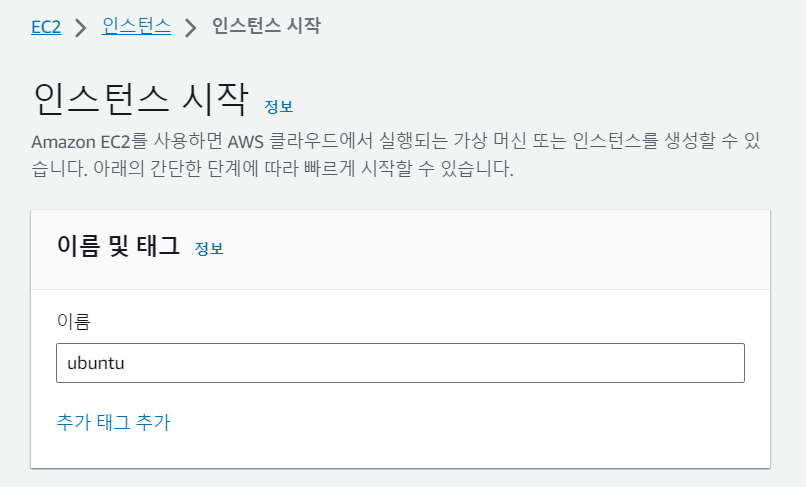 EC2 > 인스턴스 > 인스턴스 시작
인스턴스 시작 정보
Amazon EC2를 사용하면 AWS 클라우드에서 실행되는 가상 머신 또는 인스턴스를 생성할 수 있
습니다. 아래의 간단한 단계에 따라 빠르게 시작할 수 있습니다.
이름 및 태그 정보
이름
ubuntu
추가 태그 추가